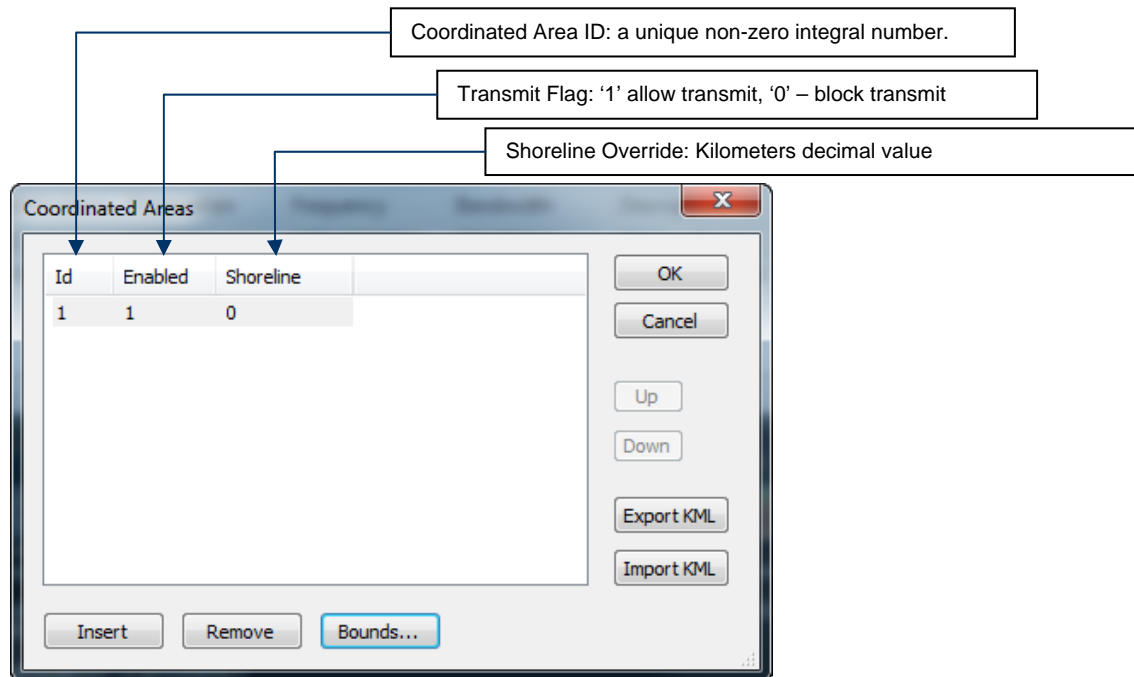 Coordinated Area ID: a unique non-zero integral number.
Transmit Flag: ‘1’ allow transmit, ‘0’ – block transmit
Shoreline Override: Kilometers decimal value
Coordinated Areas
Id Enabled Shoreline
1 1 0
OK
Cancel
Up
Down
Export KML
Import KML
Insert Remove Bounds...